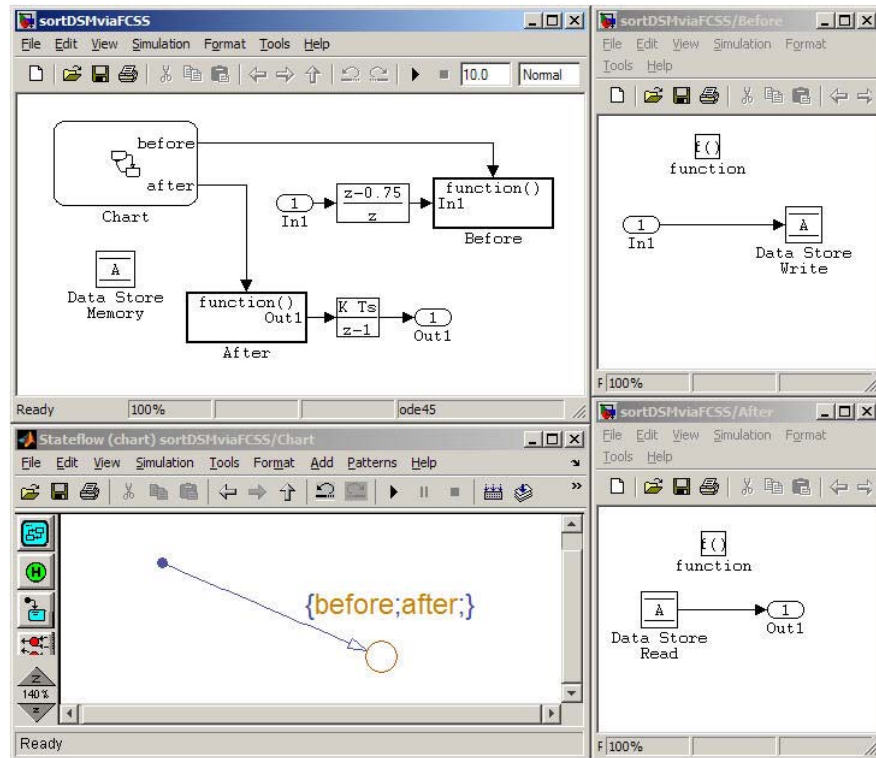 sortDSMviaFCSS
File Edit View Simulation Format Tools Help
10.0 Normal
before
after
Chart
1
In1
z-0.75
z
function()
In1
Before
A
Data Store
Memory
function()
Out1
After
K Ts
z-1
1
Out1
Ready 100% ode45
sortDSMviaFCSS/Before
File Edit View Simulation Format
Tools Help
f()
function
1
In1
A
Data Store
Write
F 100%
Stateflow (chart) sortDSMviaFCSS/Chart
File Edit View Simulation Tools Format Add Patterns Help
»
H
{before;after;}
Z
140%
z
Ready
sortDSMviaFCSS/After
File Edit View Simulation Format
Tools Help
f()
function
A
Data Store
Read
1
Out1
F 100%